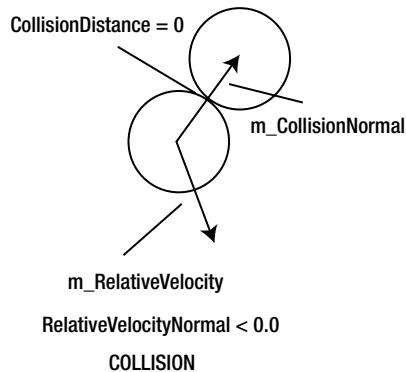 CollisionDistance = 0
m_CollisionNormal
m_RelativeVelocity
RelativeVelocityNormal < 0.0
COLLISION